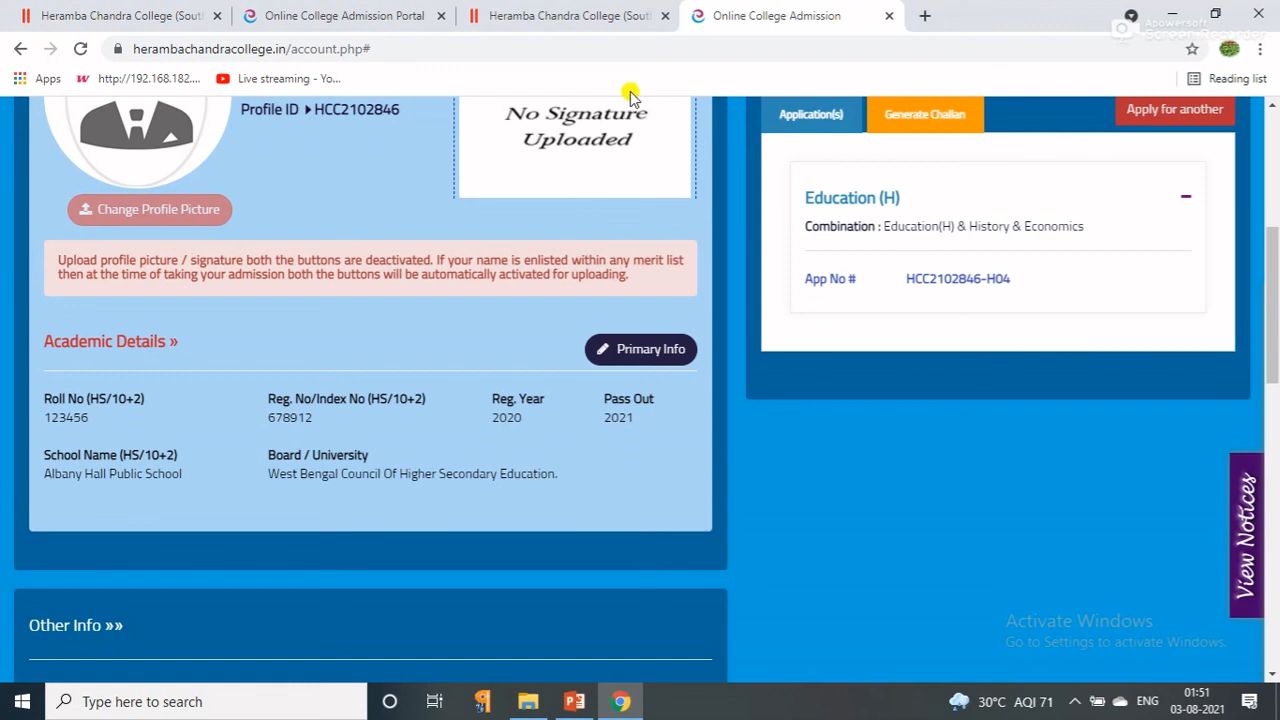 Heramba Chandra College (South
Online College Admission Portal
Heramba Chandra College (South
Online College Admission
Apowersoft
Screen Recorder
herambachandracollege.in/account.php#
Apps
http://192.168.182....
Live streaming - Yo...
Reading list
Profile ID HCC2102846
No Signature
Uploaded
Change Profile Picture
Upload profile picture / signature both the buttons are deactivated. If your name is enlisted within any merit list
then at the time of taking your admission both the buttons will be automatically activated for uploading.
Academic Details »
Primary Info
Roll No (HS/10+2)
Reg. No/Index No (HS/10+2)
Reg. Year
Pass Out
123456
678912
2020
2021
School Name (HS/10+2)
Board / University
Albany Hall Public School
West Bengal Council Of Higher Secondary Education.
Other Info »»
Application(s)
Generate Challan
Apply for another
Education (H)
Combination : Education(H) & History & Economics
App No #
HCC2102846-H04
View Notices
Activate Windows
Go to Settings to activate Windows.
Type here to search
30°C AQI 71
ENG
01:51
03-08-2021